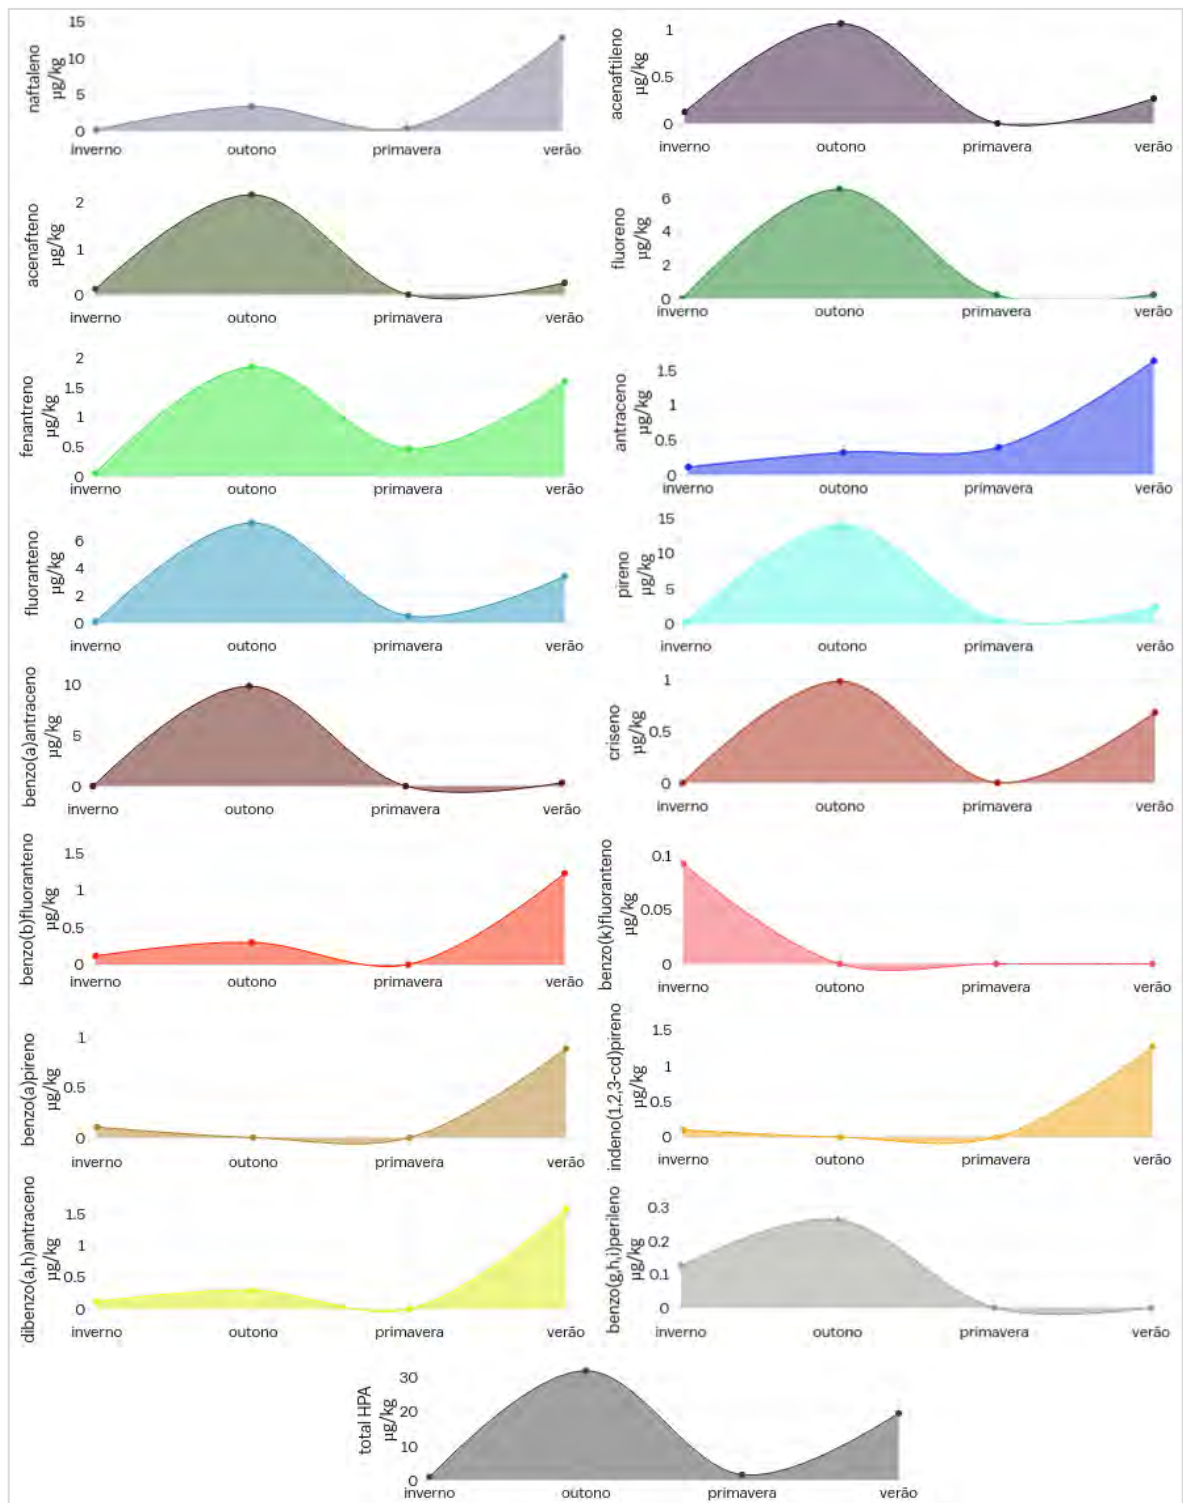 naftaleno
µg/kg
15
10
5
0
inverno outono primavera verão
acenaftileno
µg/kg
1
0.5
0
inverno outono primavera verão
acenafteno
µg/kg
2
1
0
inverno outono primavera verão
fluoreno
µg/kg
6
4
2
0
inverno outono primavera verão
fenantreno
µg/kg
2
1.5
1
0.5
0
inverno outono primavera verão
antraceno
µg/kg
1.5
1
0.5
0
inverno outono primavera verão
fluoranteno
µg/kg
6
4
2
0
inverno outono primavera verão
pireno
µg/kg
15
10
5
0
inverno outono primavera verão
benzo(a)antraceno
µg/kg
10
5
0
inverno outono primavera verão
criseno
µg/kg
1
0.5
0
inverno outono primavera verão
benzo(b)fluoranteno
µg/kg
1.5
1
0.5
0
inverno outono primavera verão
benzo(k)fluoranteno
µg/kg
0.1
0.05
0
inverno outono primavera verão
benzo(a)pireno
µg/kg
1
0.5
0
inverno outono primavera verão
indeno(1,2,3-cd)pireno
µg/kg
1.5
1
0.5
0
inverno outono primavera verão
dibenzo(a,h)antraceno
µg/kg
1.5
1
0.5
0
inverno outono primavera verão
benzo(g,h,i)perileno
µg/kg
0.3
0.2
0.1
0
inverno outono primavera verão
total HPA
µg/kg
30
20
10
0
inverno outono primavera verão